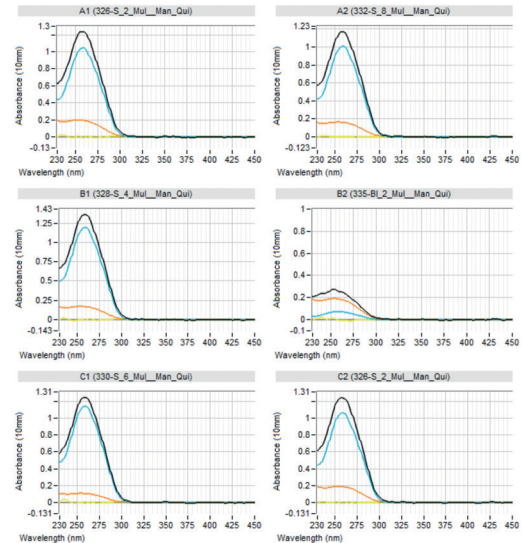 A1 (326-S_2_Mul__Man_Qui)
Absorbance (10mm)
1.3
1
0.8
0.6
0.4
0.2
0
-0.13
230 250 275 300 325 350 375 400 425 450
Wavelength (nm)
A2 (332-S_8_Mul__Man_Qui)
Absorbance (10mm)
1.23
1
0.8
0.6
0.4
0.2
0
-0.123
230 250 275 300 325 350 375 400 425 450
Wavelength (nm)
B1 (328-S_4_Mul__Man_Qui)
Absorbance (10mm)
1.43
1.25
1
0.75
0.5
0.25
0
-0.143
230 250 275 300 325 350 375 400 425 450
Wavelength (nm)
B2 (335-Bl_2_Mul__Man_Qui)
Absorbance (10mm)
1
0.8
0.6
0.4
0.2
0
-0.1
230 250 275 300 325 350 375 400 425 450
Wavelength (nm)
C1 (330-S_6_Mul__Man_Qui)
Absorbance (10mm)
1.31
1
0.8
0.6
0.4
0.2
0
-0.131
230 250 275 300 325 350 375 400 425 450
Wavelength (nm)
C2 (326-S_2_Mul__Man_Qui)
Absorbance (10mm)
1.31
1
0.8
0.6
0.4
0.2
0
-0.131
230 250 275 300 325 350 375 400 425 450
Wavelength (nm)